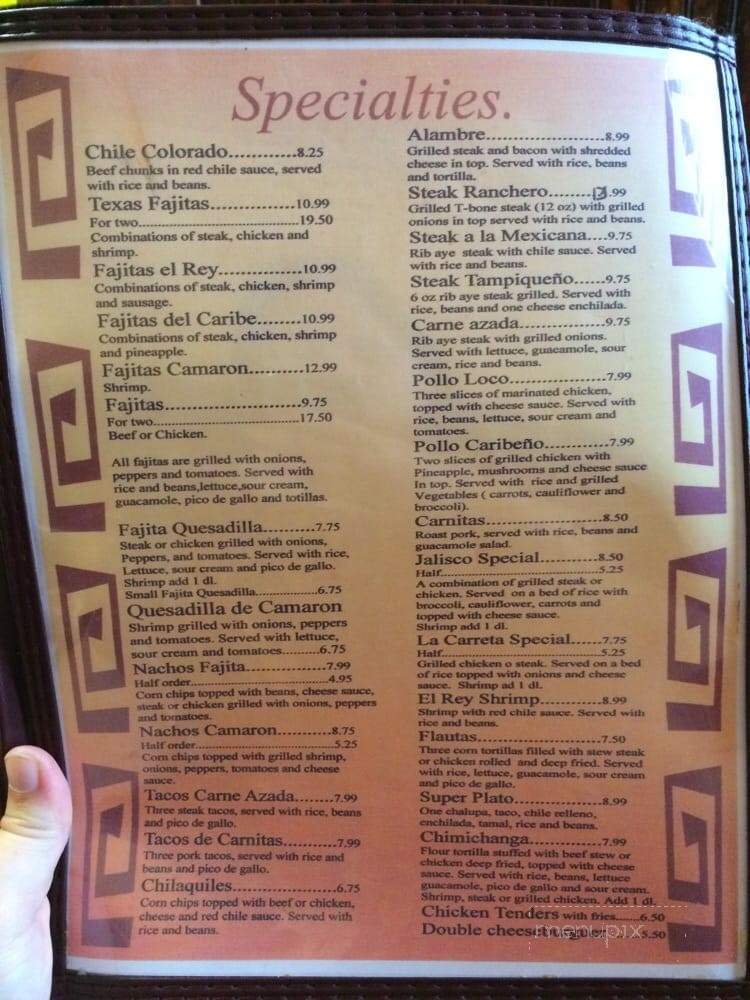 Specialties.
Chile Colorado............8.25
Beef chunks in red chile sauce, served
with rice and beans.
Texas Fajitas...............10.99
For two..........................................19.50
Combinations of steak, chicken and
shrimp.
Fajitas el Rey...............10.99
Combinations of steak, chicken, shrimp
and sausage.
Fajitas del Caribe........10.99
Combinations of steak, chicken, shrimp
and pineapple.
Fajitas Camaron..........12.99
Shrimp.
Fajitas........................9.75
For two..........................................17.50
Beef or Chicken.
All fajitas are grilled with onions,
peppers and tomatoes. Served with
rice and beans,lettuce,sour cream,
guacamole, pico de gallo and totillas.
Fajita Quesadilla..........7.75
Steak or chicken grilled with onions,
Peppers, and tomatoes. Served with rice,
Lettuce, sour cream and pico de gallo.
Shrimp add 1 dl.
Small Fajita Quesadilla....................6.75
Quesadilla de Camaron
Shrimp grilled with onions, peppers
and tomatoes. Served with lettuce,
sour cream and tomatoes..........6.75
Nachos Fajita...............7.99
Half order..........................................4.95
Corn chips topped with beans, cheese sauce,
steak or chicken grilled with onions, peppers
and tomatoes.
Nachos Camaron..........8.75
Half order..........................................5.25
Corn chips topped with grilled shrimp,
onions, peppers, tomatoes and cheese
sauce.
Tacos Carne Azada........7.99
Three steak tacos, served with rice, beans
and pico de gallo.
Tacos de Carnitas..........7.99
Three pork tacos, served with rice and
beans and pico de gallo.
Chilaquiles...................6.75
Corn chips topped with beef or chicken,
cheese and red chile sauce. Served with
rice and beans.
Alambre......................8.99
Grilled steak and bacon with shredded
cheese in top. Served with rice, beans
and tortilla.
Steak Ranchero........13.99
Grilled T-bone steak (12 oz) with grilled
onions in top served with rice and beans.
Steak a la Mexicana....9.75
Rib aye steak with chile sauce. Served
with rice and beans.
Steak Tampiqueño......9.75
6 oz rib aye steak grilled. Served with
rice, beans and one cheese enchilada.
Carne azada................9.75
Rib aye steak with grilled onions.
Served with lettuce, guacamole, sour
cream, rice and beans.
Pollo Loco...................7.99
Three slices of marinated chicken,
topped with cheese sauce. Served with
rice, beans, lettuce, sour cream and
tomatoes.
Pollo Caribeño............7.99
Two slices of grilled chicken with
Pineapple, mushrooms and cheese sauce
In top. Served with rice and grilled
Vegetables ( carrots, cauliflower and
broccoli).
Carnitas......................8.50
Roast pork, served with rice, beans and
guacamole salad.
Jalisco Special............8.50
Half..........................................5.25
A combination of grilled steak or
chicken. Served on a bed of rice with
broccoli, cauliflower, carrots and
topped with cheese sauce.
Shrimp add 1 dl.
La Carreta Special......7.75
Half..........................................5.25
Grilled chicken o steak. Served on a bed
of rice topped with onions and cheese
sauce. Shrimp ad 1 dl.
El Rey Shrimp............8.99
Shrimp with red chile sauce. Served with
rice and beans.
Flautas........................7.50
Three corn tortillas filled with stew steak
or chicken rolled and deep fried. Served
with rice, lettuce, guacamole, sour cream
and pico de gallo.
Super Plato.................8.99
One chalupa, taco, chile relleno,
enchilada, tamal, rice and beans.
Chimichanga..............7.99
Flour tortilla stuffed with beef stew or
chicken deep fried, topped with cheese
sauce. Served with rice, beans, lettuce
guacamole, pico de gallo and sour cream.
Shrimp, steak or grilled chicken. Add 1 dl.
Chicken Tenders with fries.......6.50
Double cheese 5.50
menupix